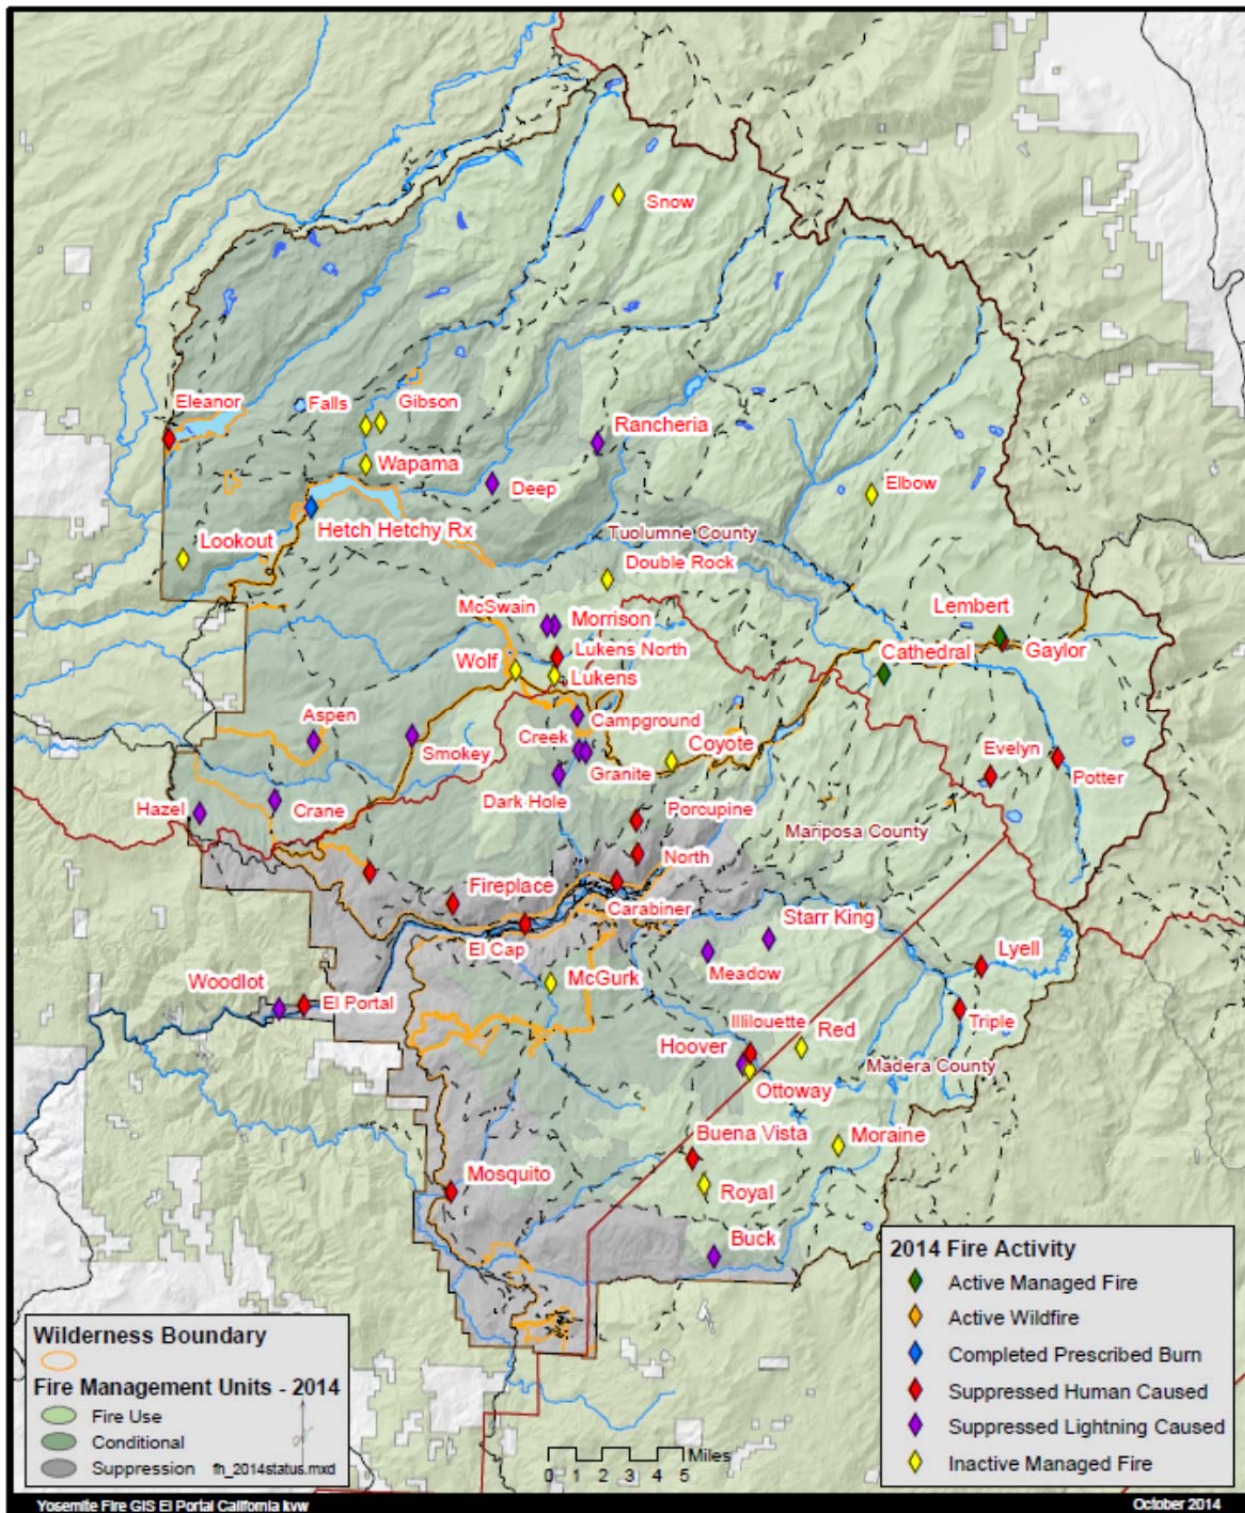 Snow
Eleanor
Falls
Gibson
Rancheria
Wapama
Deep
Elbow
Hetch Hetchy Rx
Lookout
Tuolumne County
Double Rock
McSwain
Morrison
Lembert
Lukens North
Cathedral
Gaylor
Wolf
Lukens
Aspen
Campground
Smokey
Creek
Coyote
Evelyn
Granite
Potter
Dark Hole
Hazel
Crane
Porcupine
Mariposa County
North
Fireplace
Carabiner
Starr King
El Cap
Lyell
McGurk
Meadow
Woodlot
El Portal
Illilouette
Red
Triple
Hoover
Madera County
Ottoway
Buena Vista
Moraine
Mosquito
Royal
Buck
2014 Fire Activity
Active Managed Fire
Active Wildfire
Completed Prescribed Burn
Suppressed Human Caused
Suppressed Lightning Caused
Inactive Managed Fire
Wilderness Boundary
Fire Management Units - 2014
Fire Use
Conditional
Suppression fh_2014status.mxd
Miles
0 1 2 3 4 5
Yosemite Fire GIS El Portal California kvw
October 2014